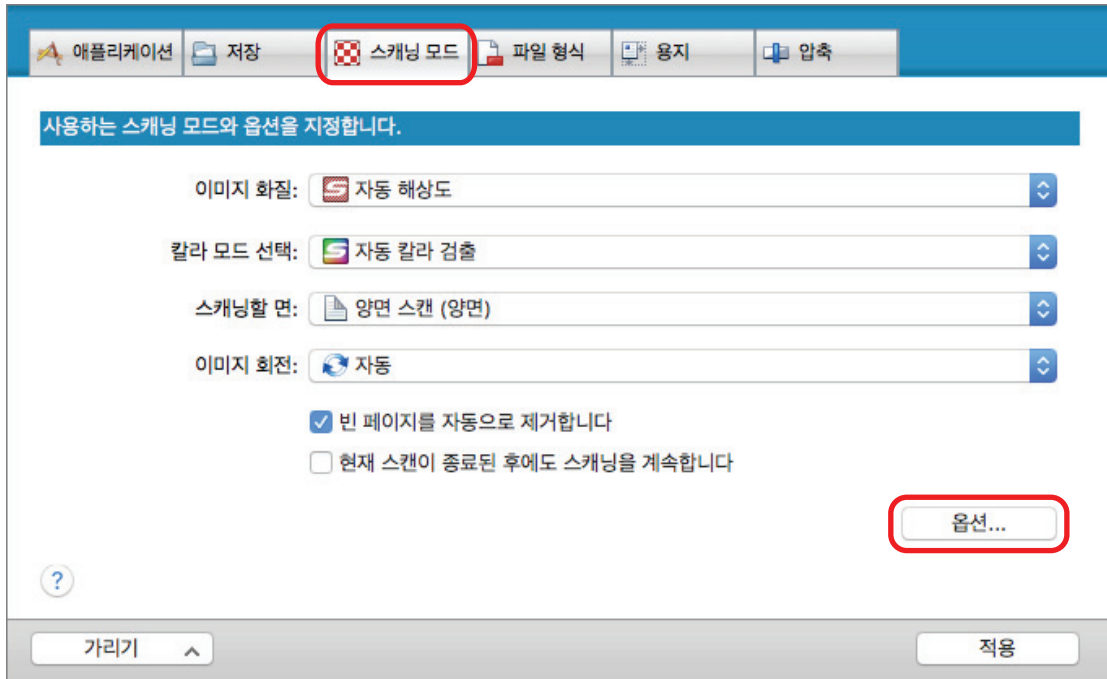 애플리케이션 저장 스캐닝 모드 파일 형식 용지 압축
사용하는 스캐닝 모드와 옵션을 지정합니다.
이미지 화질: 자동 해상도
칼라 모드 선택: 자동 칼라 검출
스캐닝할 면: 양면 스캔 (양면)
이미지 회전: 자동
빈 페이지를 자동으로 제거합니다
현재 스캔이 종료된 후에도 스캐닝을 계속합니다
옵션...
?
가리기 적용